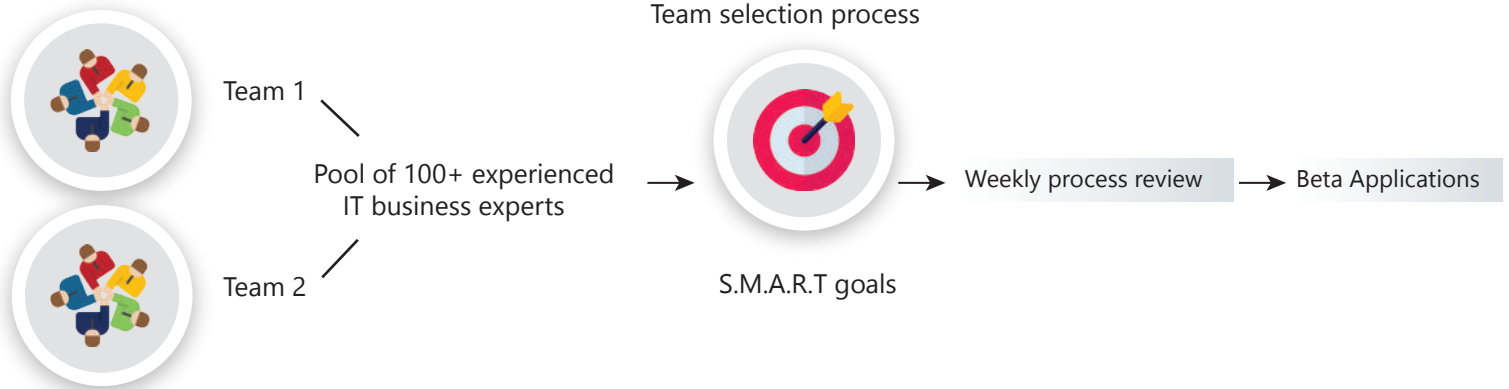 Team selection process
Team 1
Pool of 100+ experienced
IT business experts
Team 2
S.M.A.R.T goals
Weekly process review
Beta Applications